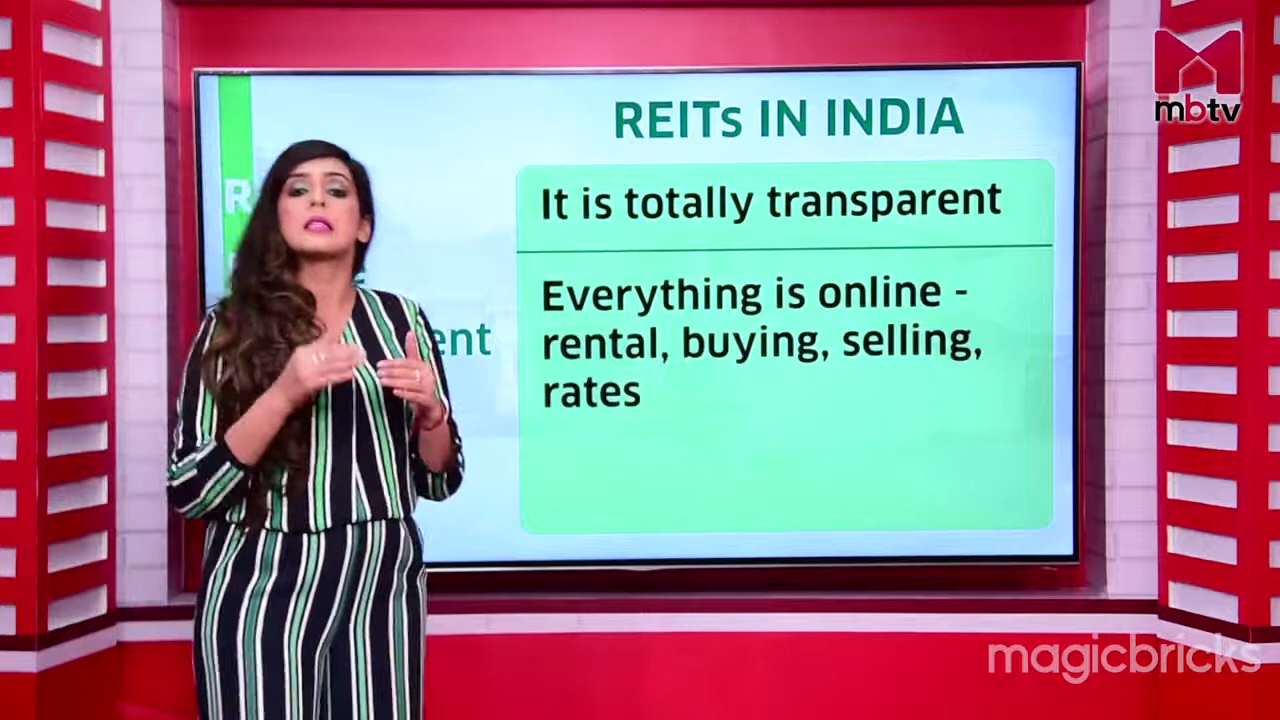 REITs IN INDIA
It is totally transparent
Everything is online -
rental, buying, selling,
rates
mbtv
magicbricks